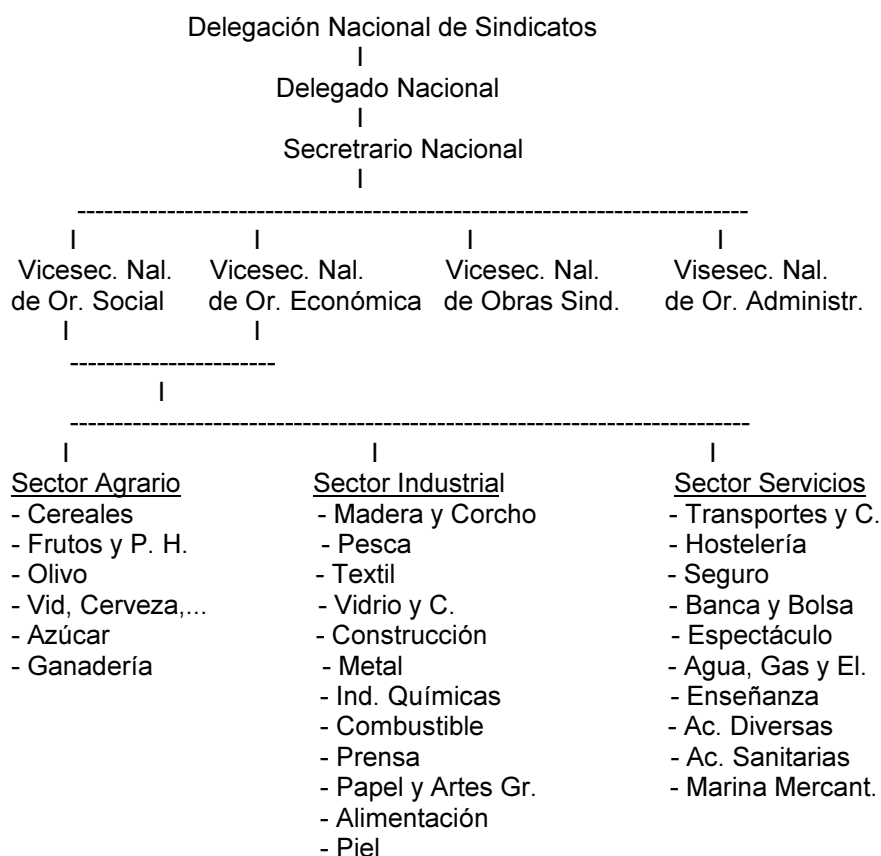 Delegación Nacional de Sindicatos
I
Delegado Nacional
I
Secretrario Nacional
I
-------------------------------------------------------------------------
I I I I
Vicesec. Nal. Vicesec. Nal. Vicesec. Nal. Visesec. Nal.
de Or. Social de Or. Económica de Obras Sind. de Or. Administr.
I I
-----------------------
I
-------------------------------------------------------------------------
I I I
Sector Agrario Sector Industrial Sector Servicios
- Cereales - Madera y Corcho - Transportes y C.
- Frutos y P. H. - Pesca - Hostelería
- Olivo - Textil - Seguro
- Vid, Cerveza,... - Vidrio y C. - Banca y Bolsa
- Azúcar - Construcción - Espectáculo
- Ganadería - Metal - Agua, Gas y El.
- Ind. Químicas - Enseñanza
- Combustible - Ac. Diversas
- Prensa - Ac. Sanitarias
- Papel y Artes Gr. - Marina Mercant.
- Alimentación
- Piel